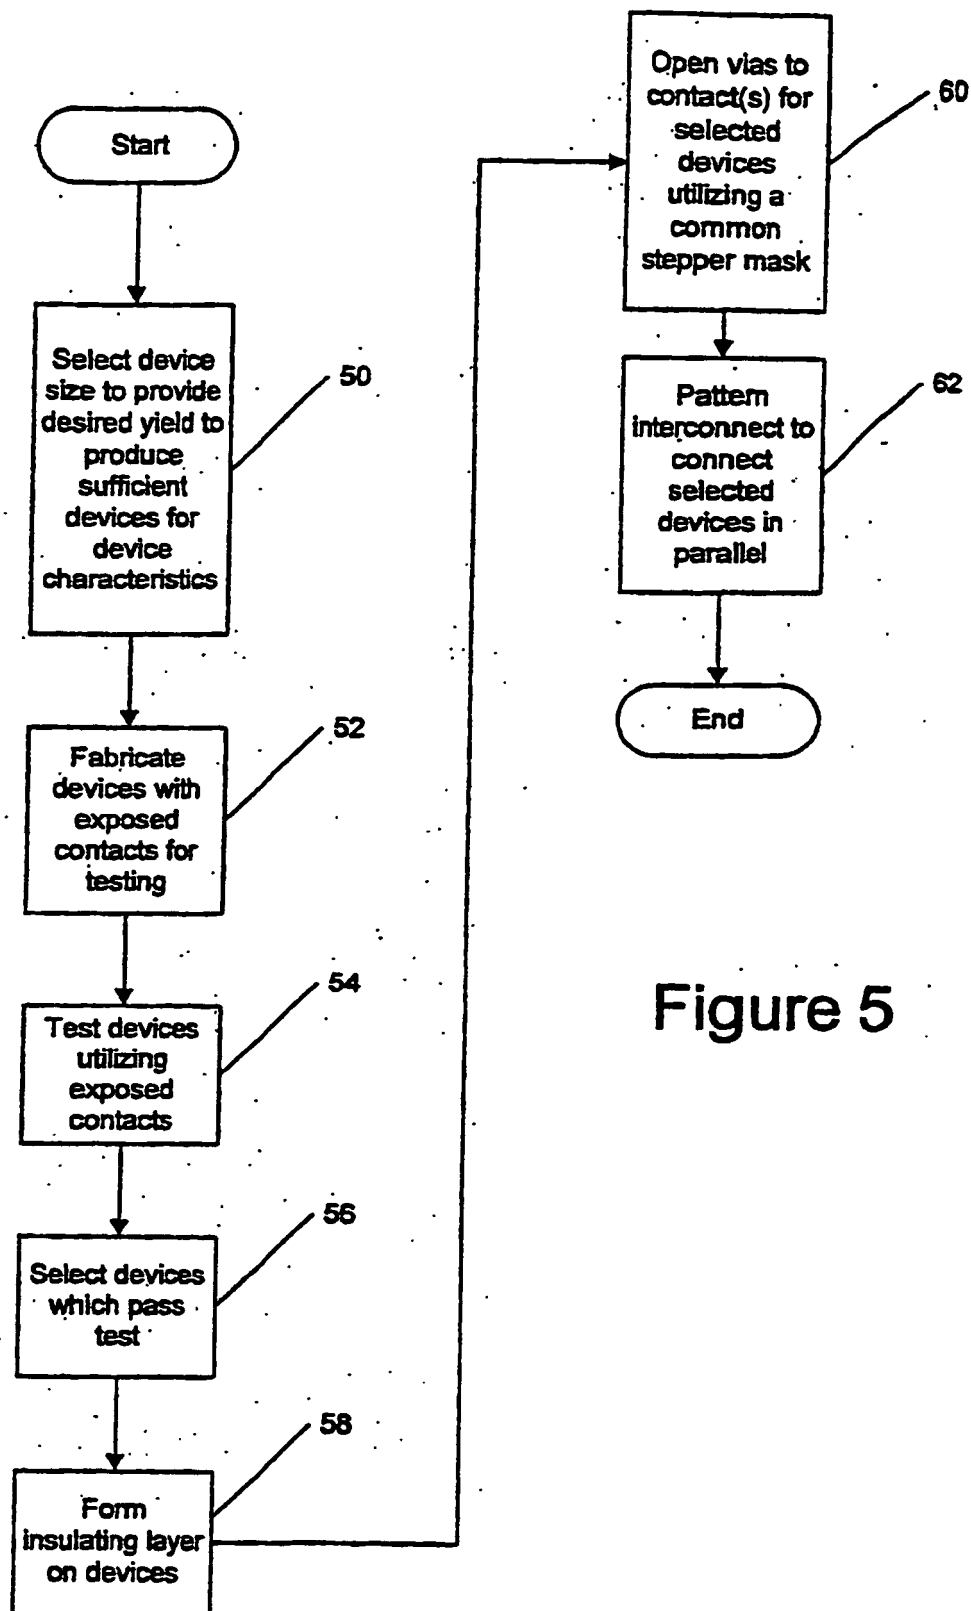 Start
Select device
size to provide
desired yield to
produce
sufficient
devices for
device
characteristics
50
Fabricate
devices with
exposed
contacts for
testing
52
Test devices
utilizing
exposed
contacts
54
Select devices
which pass
test
56
Form
insulating layer
on devices
58
Open vias to
contact(s) for
selected
devices
utilizing a
common
stepper mask
60
Pattern
interconnect to
connect
selected
devices in
parallel
62
End
Figure 5